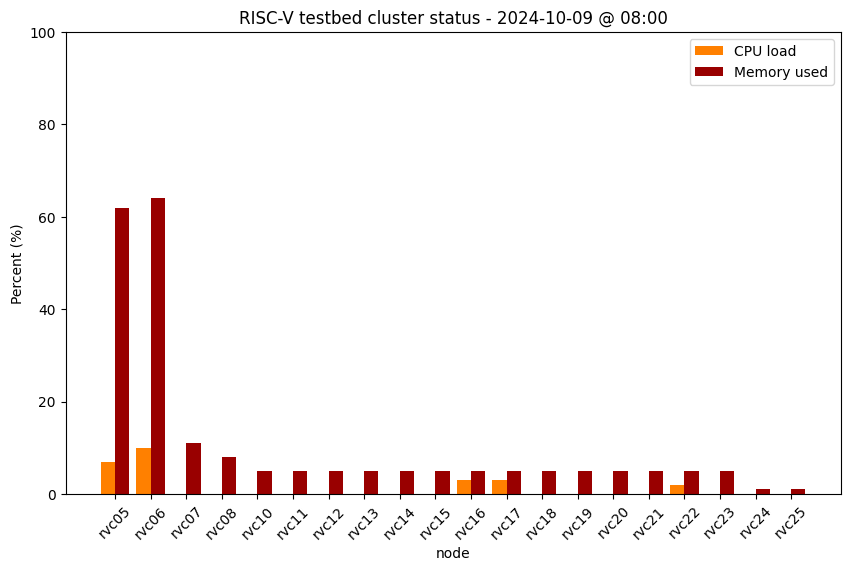 RISC-V testbed cluster status - 2024-10-09 @ 08:00
CPU load
Memory used
Percent (%)
100
80
60
40
20
0
rvc05 rvc06 rvc07 rvc08 rvc10 rvc11 rvc12 rvc13 rvc14 rvc15 rvc16 rvc17 rvc18 rvc19 rvc20 rvc21 rvc22 rvc23 rvc24 rvc25
node